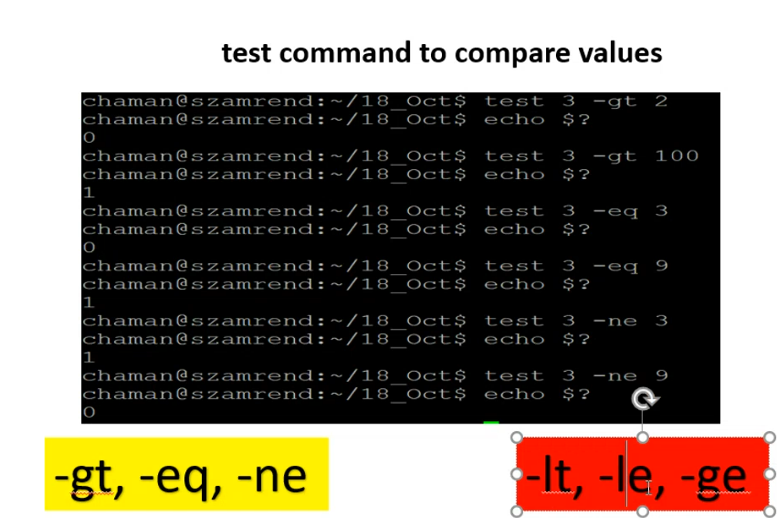 test command to compare values
chaman@szamrend:~/18_Oct$ test 3 -gt 2
chaman@szamrend:~/18_Oct$ echo $?
0
chaman@szamrend:~/18_Oct$ test 3 -gt 100
chaman@szamrend:~/18_Oct$ echo $?
1
chaman@szamrend:~/18_Oct$ test 3 -eq 3
chaman@szamrend:~/18_Oct$ echo $?
0
chaman@szamrend:~/18_Oct$ test 3 -eq 9
chaman@szamrend:~/18_Oct$ echo $?
1
chaman@szamrend:~/18_Oct$ test 3 -ne 3
chaman@szamrend:~/18_Oct$ echo $?
1
chaman@szamrend:~/18_Oct$ test 3 -ne 9
chaman@szamrend:~/18_Oct$ echo $?
0
-gt, -eq, -ne
-lt, -le, -ge